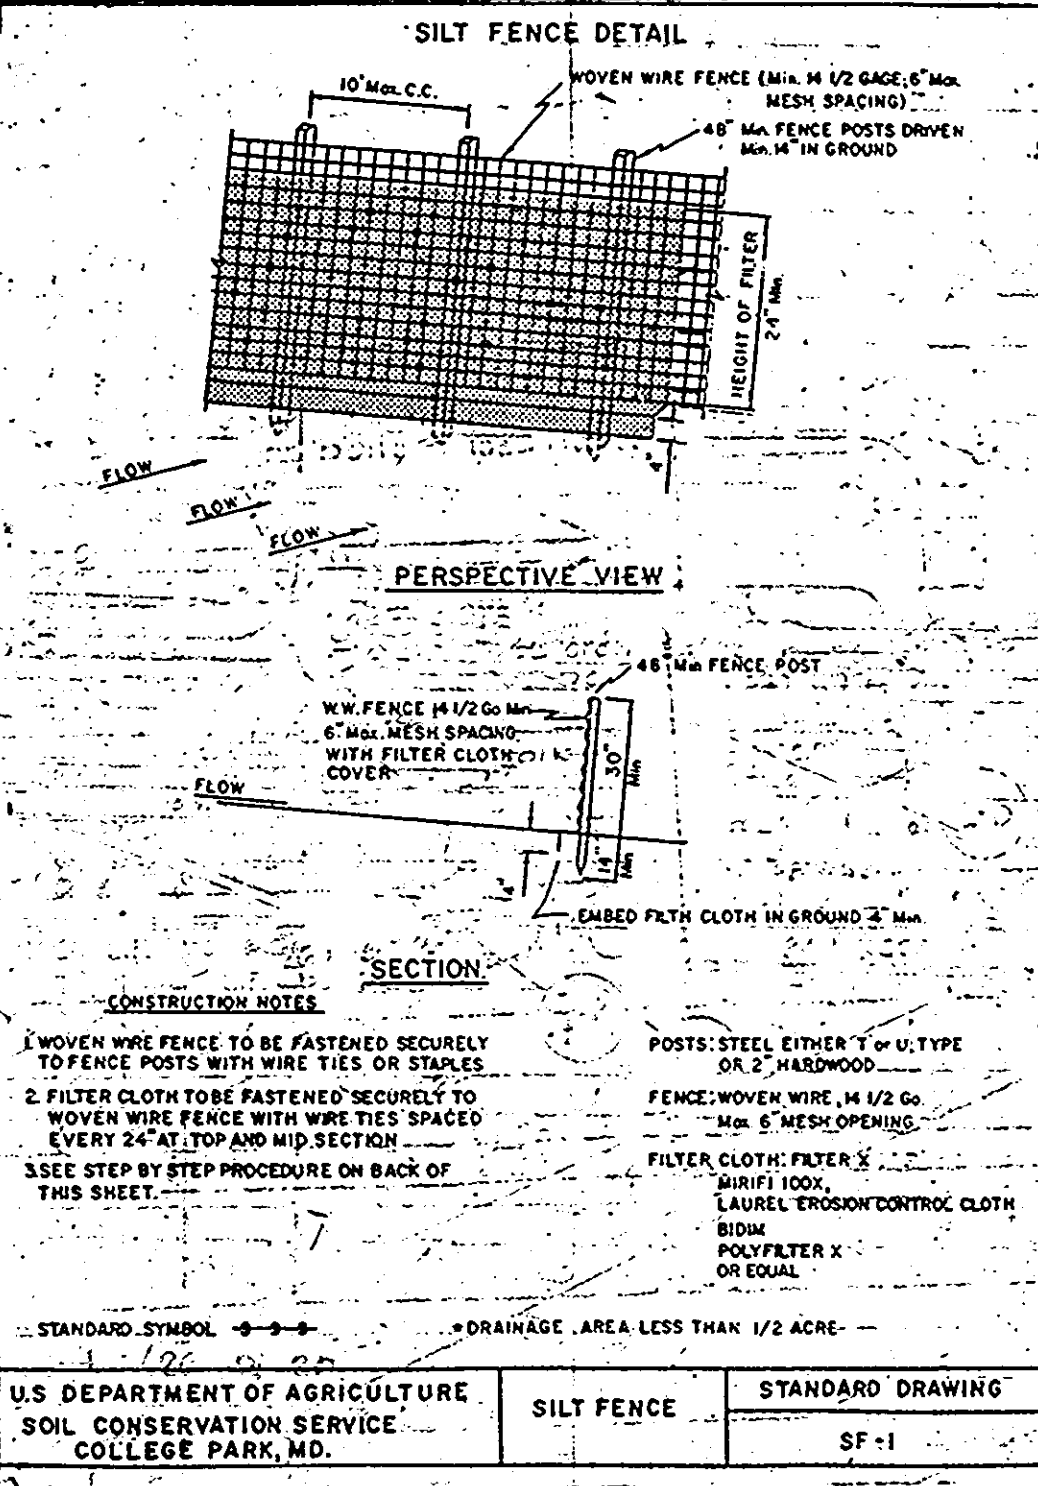 SILT FENCE DETAIL
10" Max. C.C.
WOVEN WIRE FENCE (Min. 14 1/2 GAGE; 6" Max.
MESH SPACING)
48" Min. FENCE POSTS DRIVEN
Min. 14" IN GROUND
HEIGHT OF FILTER
24" Min.
4"
FLOW
FLOW
FLOW
PERSPECTIVE VIEW
48" Min FENCE POST
W.W. FENCE 14 1/2 Ga Min.
6" Max. MESH SPACING
WITH FILTER CLOTH
COVER
30"
Min
FLOW
14"
Min
4"
EMBED FILTH CLOTH IN GROUND 4" Min.
SECTION
CONSTRUCTION NOTES
1. WOVEN WIRE FENCE TO BE FASTENED SECURELY
TO FENCE POSTS WITH WIRE TIES OR STAPLES
2. FILTER CLOTH TO BE FASTENED SECURELY TO
WOVEN WIRE FENCE WITH WIRE TIES SPACED
EVERY 24" AT TOP AND MID SECTION
3. SEE STEP BY STEP PROCEDURE ON BACK OF
THIS SHEET.
POSTS: STEEL EITHER T or U. TYPE
OR 2" HARDWOOD
FENCE: WOVEN WIRE, 14 1/2 Ga.
Max. 6" MESH OPENING
FILTER CLOTH: FILTER X
MIRIFI 100X,
LAUREL EROSION CONTROL CLOTH
BIDIM
POLYFILTER X
OR EQUAL
STANDARD SYMBOL
*DRAINAGE AREA LESS THAN 1/2 ACRE
U.S DEPARTMENT OF AGRICULTURE
SOIL CONSERVATION SERVICE
COLLEGE PARK, MD.
SILT FENCE
STANDARD DRAWING
SF-1